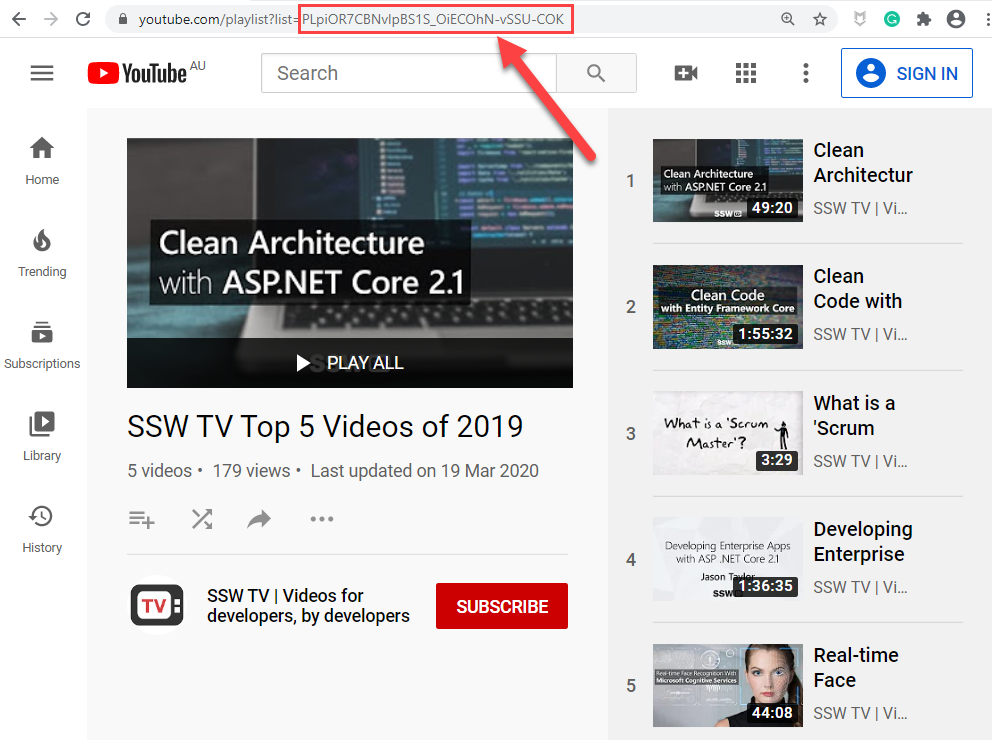 youtube.com/playlist?list=PLpiOR7CBNvlpBS1S_OiECOhN-vSSU-COK
YouTube AU
Search
SIGN IN
Home
Trending
Subscriptions
Library
History
Clean Architecture
with ASP.NET Core 2.1
PLAY ALL
SSW TV Top 5 Videos of 2019
5 videos • 179 views • Last updated on 19 Mar 2020
TV
SSW TV | Videos for
developers, by developers
SUBSCRIBE
1
Clean Architecture
with ASP.NET Core 2.1
SSW
49:20
Clean
Architectur
SSW TV | Vi...
2
Clean Code
with Entity Framework Core
SSW
1:55:32
Clean
Code with
SSW TV | Vi...
3
What is a 'Scrum
Master'?
3:29
What is a
'Scrum
SSW TV | Vi...
4
Developing Enterprise Apps
with ASP .NET Core 2.1
Jason Taylor
SSW
1:36:35
Developing
Enterprise
SSW TV | Vi...
5
Real-time Face Recognition With
Microsoft Cognitive Services
44:08
Real-time
Face
SSW TV | Vi...